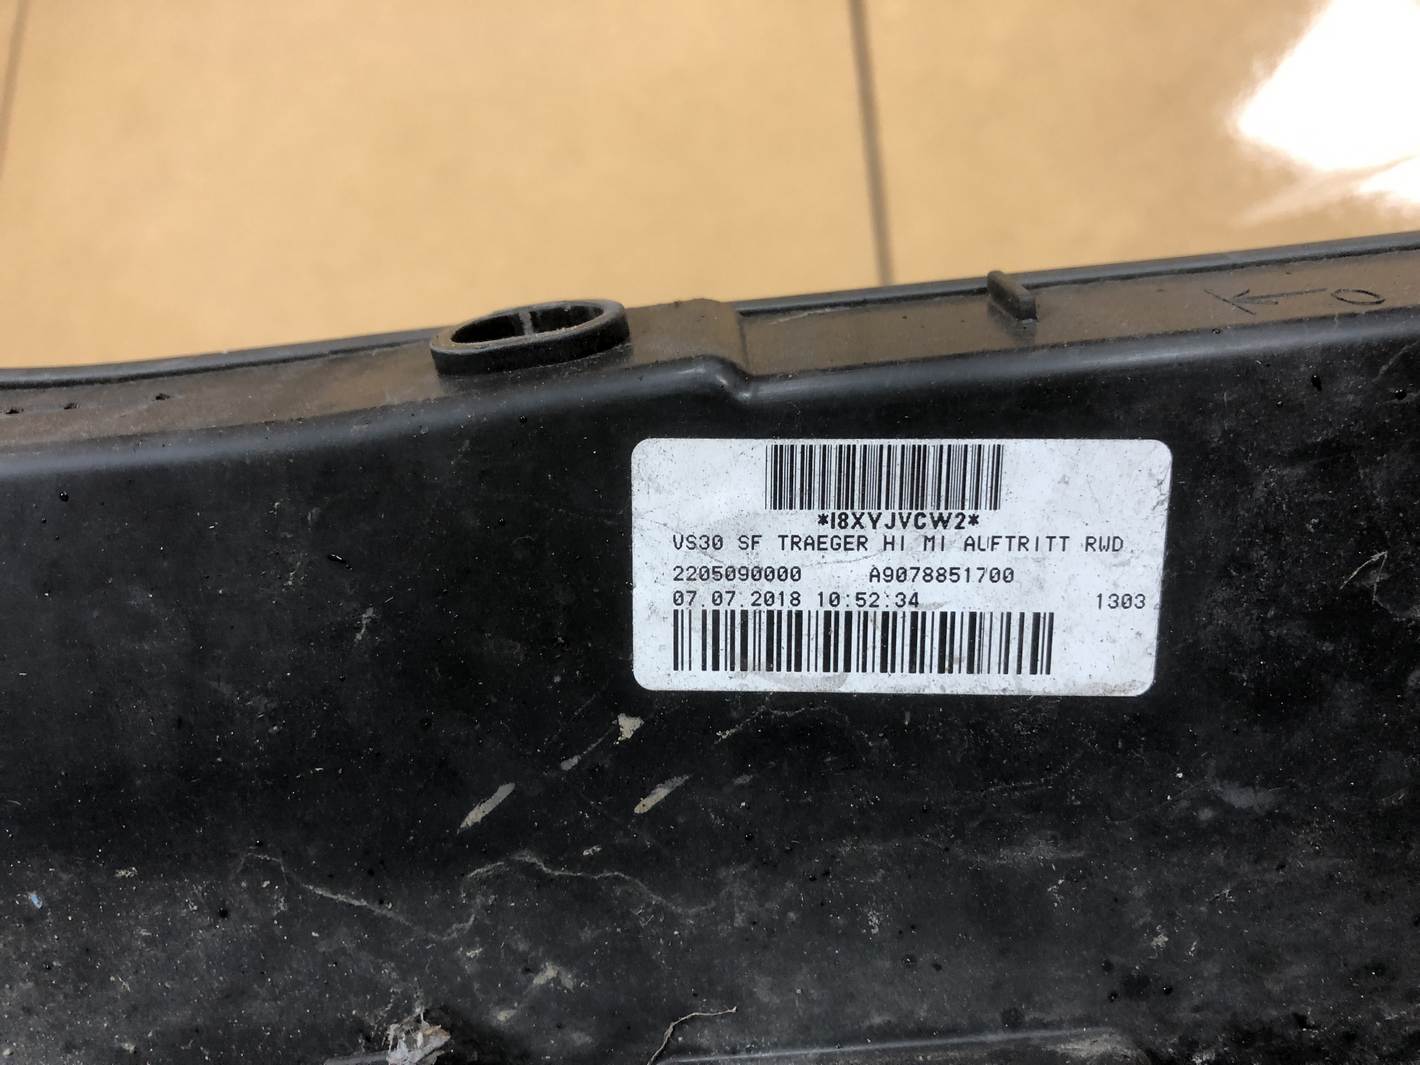 *I8XYJVCW2*
VS30 SF TRAEGER HI MI AUFTRITT RWD
2205090000 A9078851700
07.07.2018 10:52:34 1303